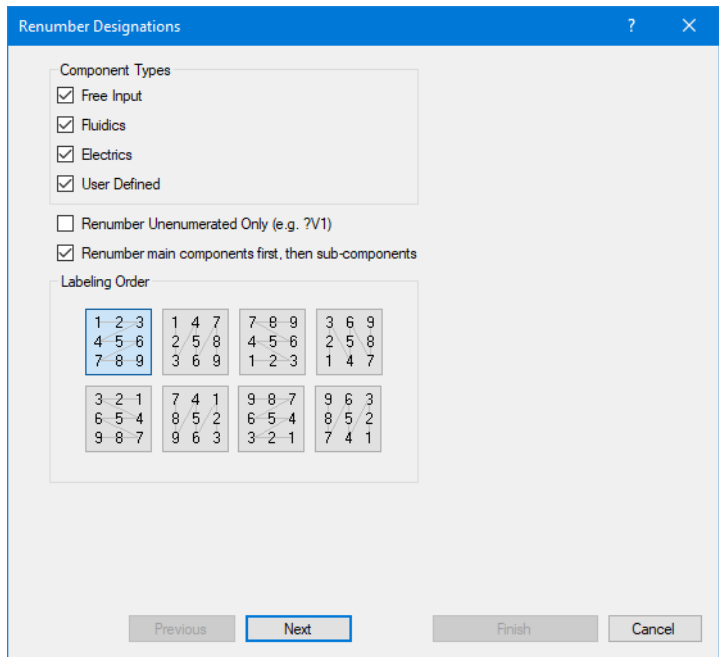 Renumber Designations ?
Component Types
Free Input
Fluidics
Electrics
User Defined
Renumber Unenumerated Only (e.g. ?V1)
Renumber main components first, then sub-components
Labeling Order
1 2 3 1 4 7 7 8 9 3 6 9
4 5 6 2 5 8 4 5 6 2 5 8
7 8 9 3 6 9 1 2 3 1 4 7
3 2 1 7 4 1 9 8 7 9 6 3
6 5 4 8 5 2 6 5 4 8 5 2
9 8 7 9 6 3 3 2 1 7 4 1
Previous Next Finish Cancel